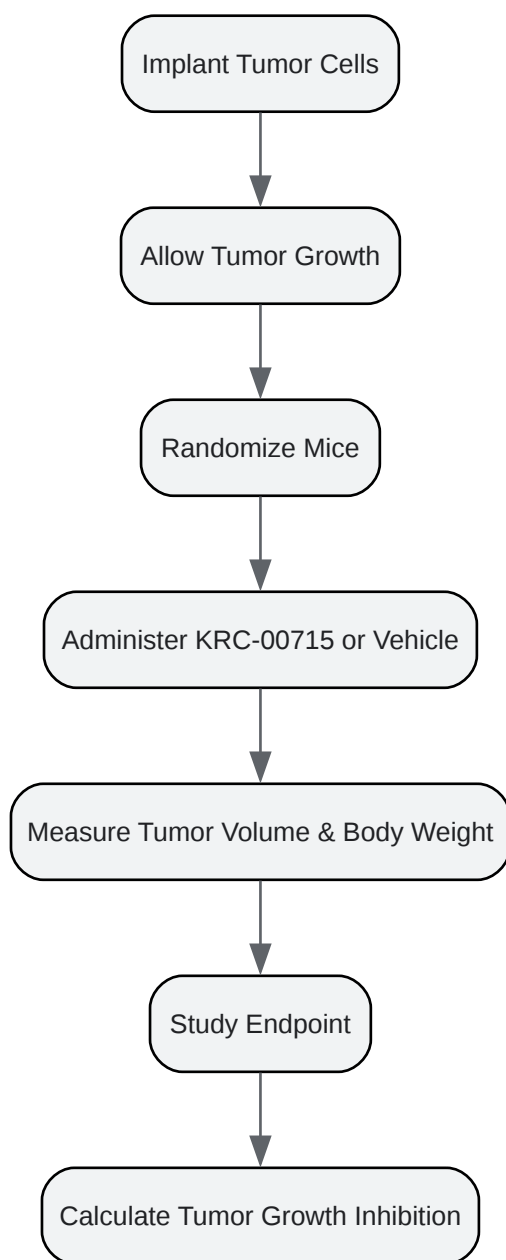 Implant Tumor Cells
Allow Tumor Growth
Randomize Mice
Administer KRC-00715 or Vehicle
Measure Tumor Volume & Body Weight
Study Endpoint
Calculate Tumor Growth Inhibition